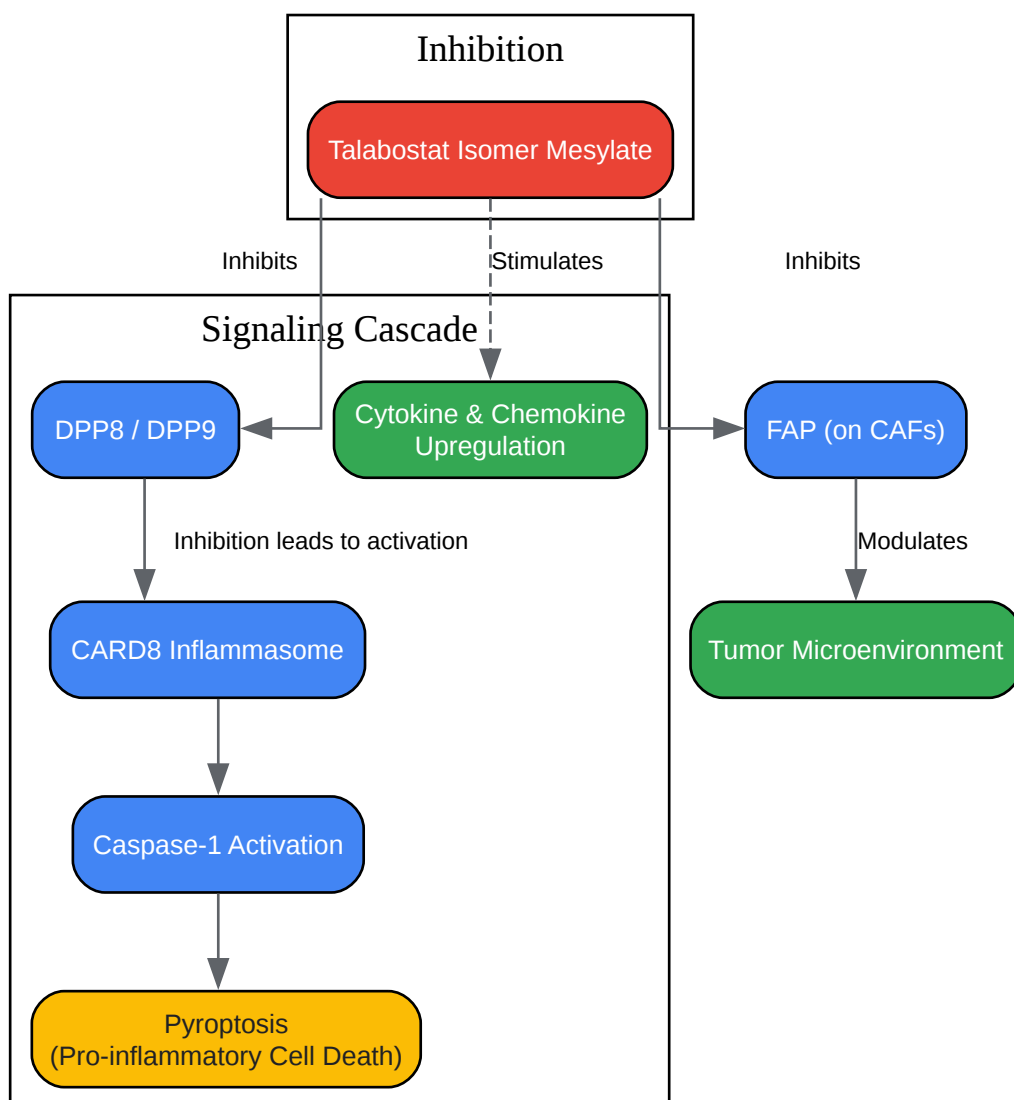 Inhibition
Talabostat Isomer Mesylate
Inhibits
Stimulates
Inhibits
Signaling Cascade
DPP8 / DPP9
Cytokine & Chemokine
Upregulation
FAP (on CAFs)
Inhibition leads to activation
Modulates
CARD8 Inflammasome
Tumor Microenvironment
Caspase-1 Activation
Pyroptosis
(Pro-inflammatory Cell Death)